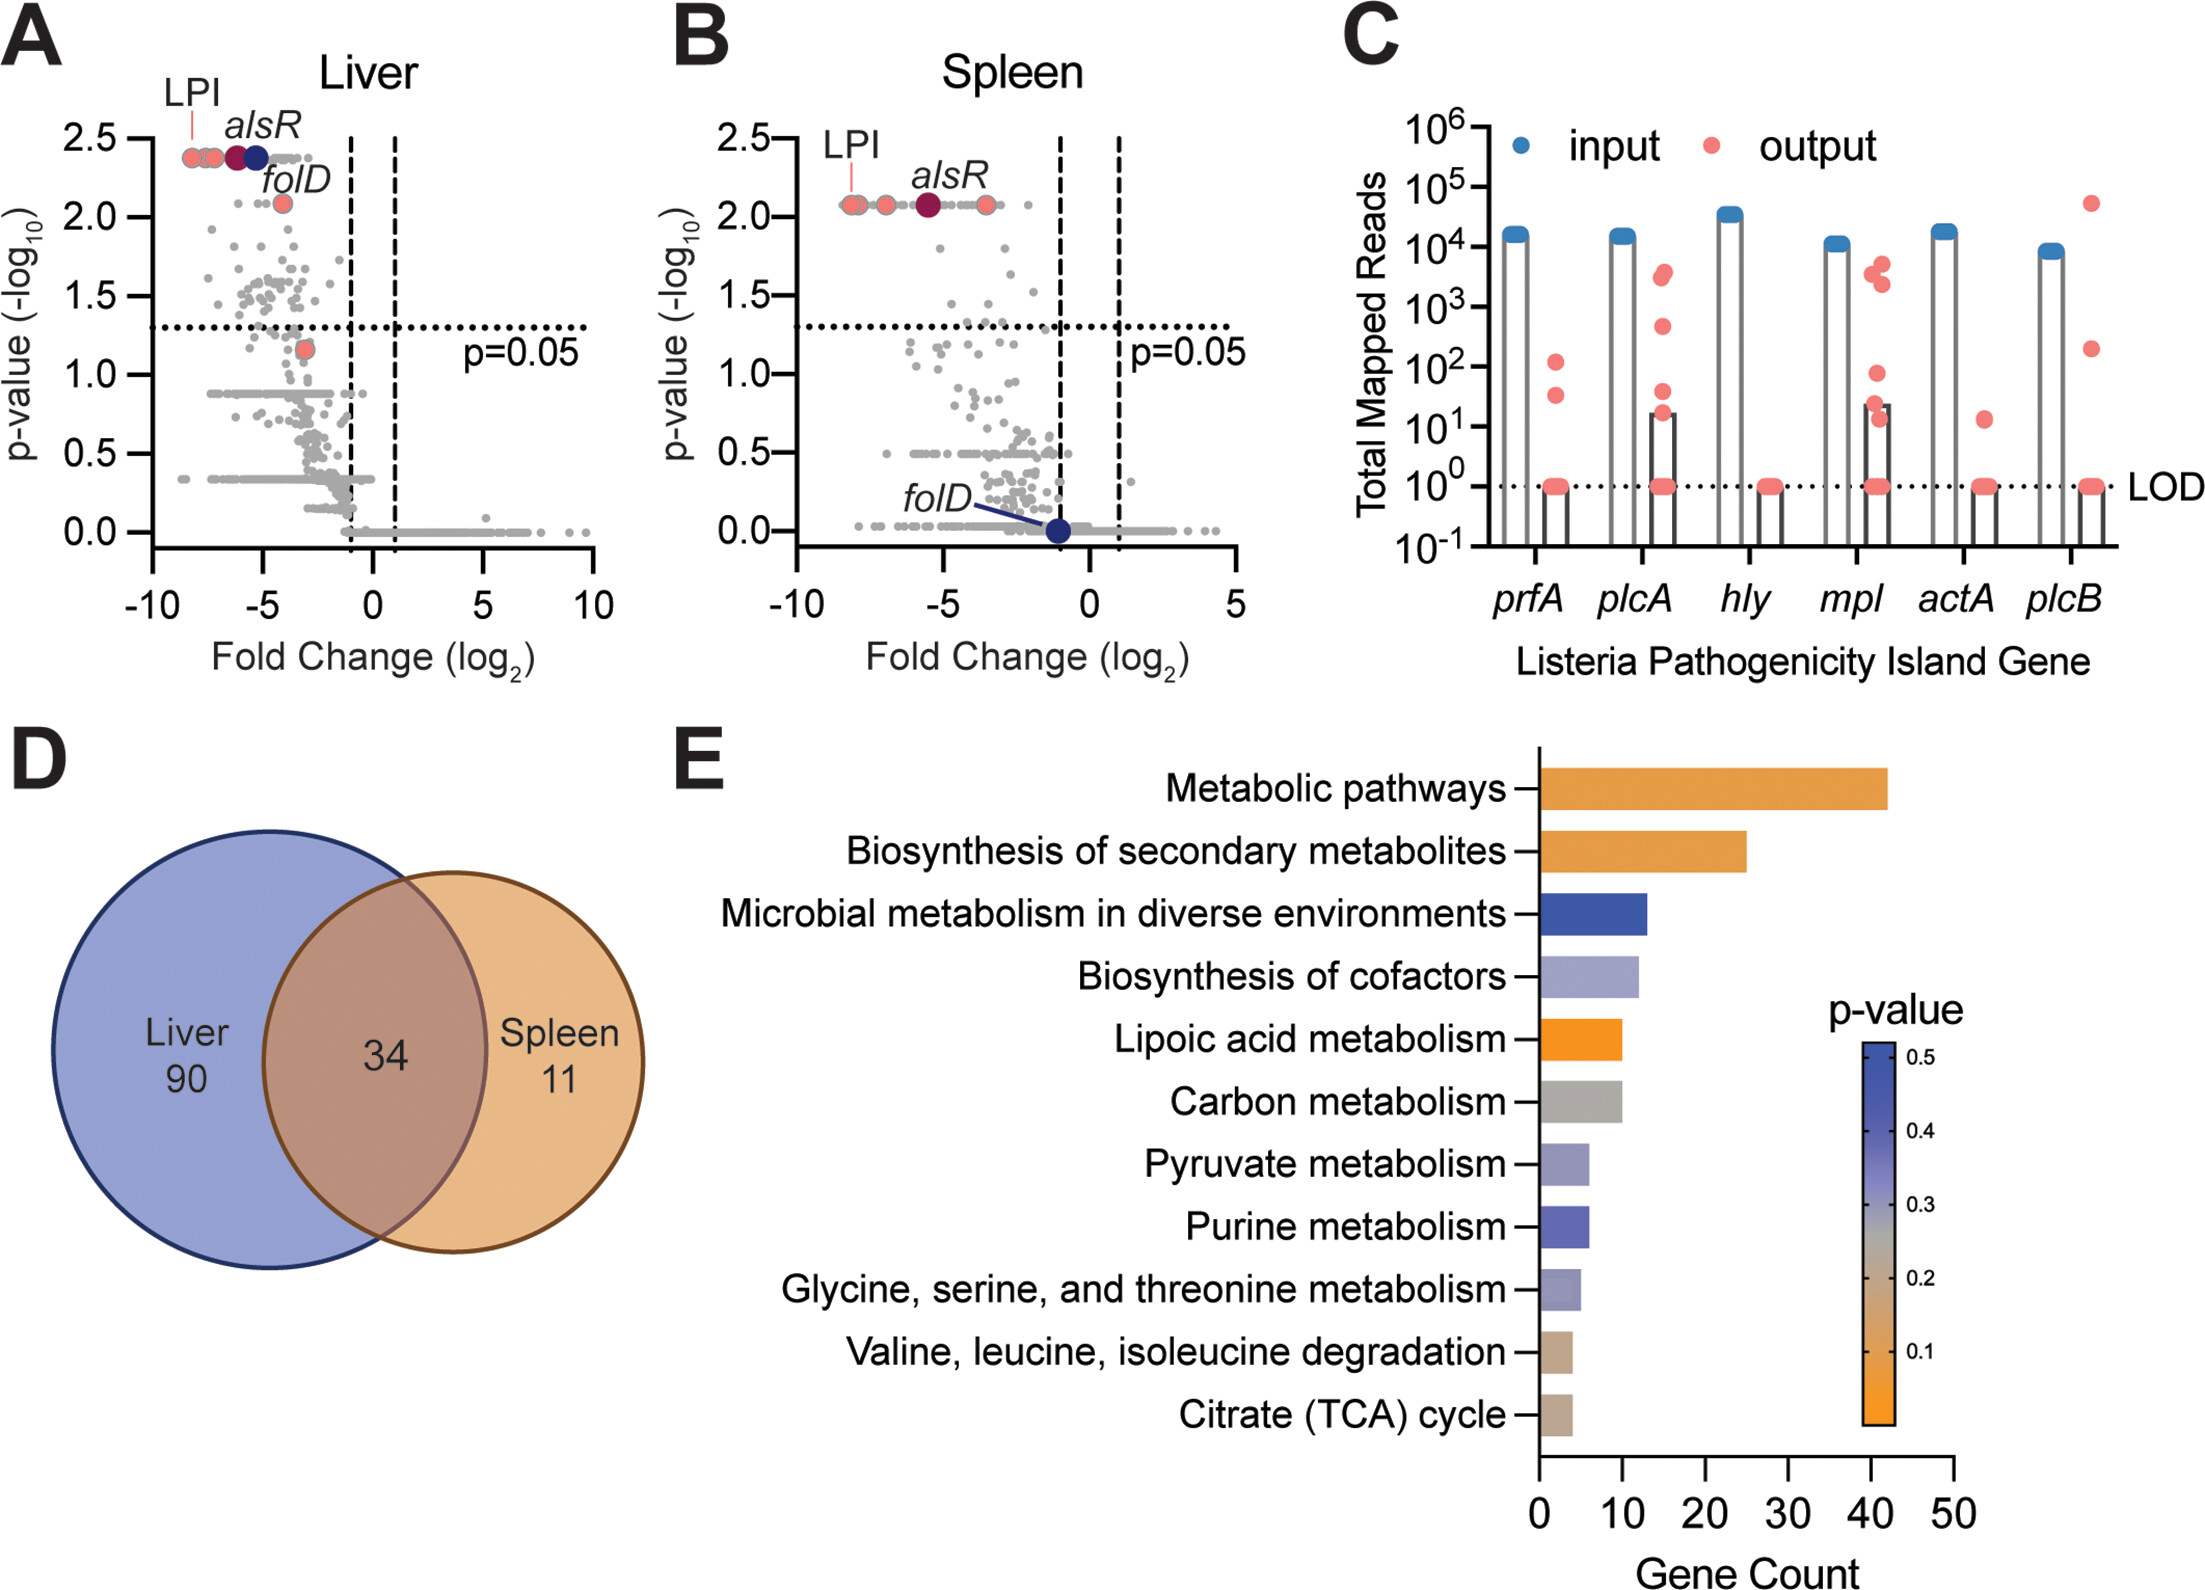 A
Liver
LPI
alsR
folD
2.5
2.0
1.5
1.0
0.5
0.0
p=0.05
p-value (-log10)
-10 -5 0 5 10
Fold Change (log2)
B
Spleen
LPI
alsR
2.5
2.0
1.5
1.0
0.5
0.0
p=0.05
folD
p-value (-log10)
-10 -5 0 5
Fold Change (log2)
C
input output
10^6
10^5
10^4
10^3
10^2
10^1
10^0
10^-1
LOD
Total Mapped Reads
prfA plcA hly mpl actA plcB
Listeria Pathogenicity Island Gene
D
Liver
90
34
Spleen
11
E
Metabolic pathways
Biosynthesis of secondary metabolites
Microbial metabolism in diverse environments
Biosynthesis of cofactors
Lipoic acid metabolism
Carbon metabolism
Pyruvate metabolism
Purine metabolism
Glycine, serine, and threonine metabolism
Valine, leucine, isoleucine degradation
Citrate (TCA) cycle
p-value
0.5
0.4
0.3
0.2
0.1
0 10 20 30 40 50
Gene Count